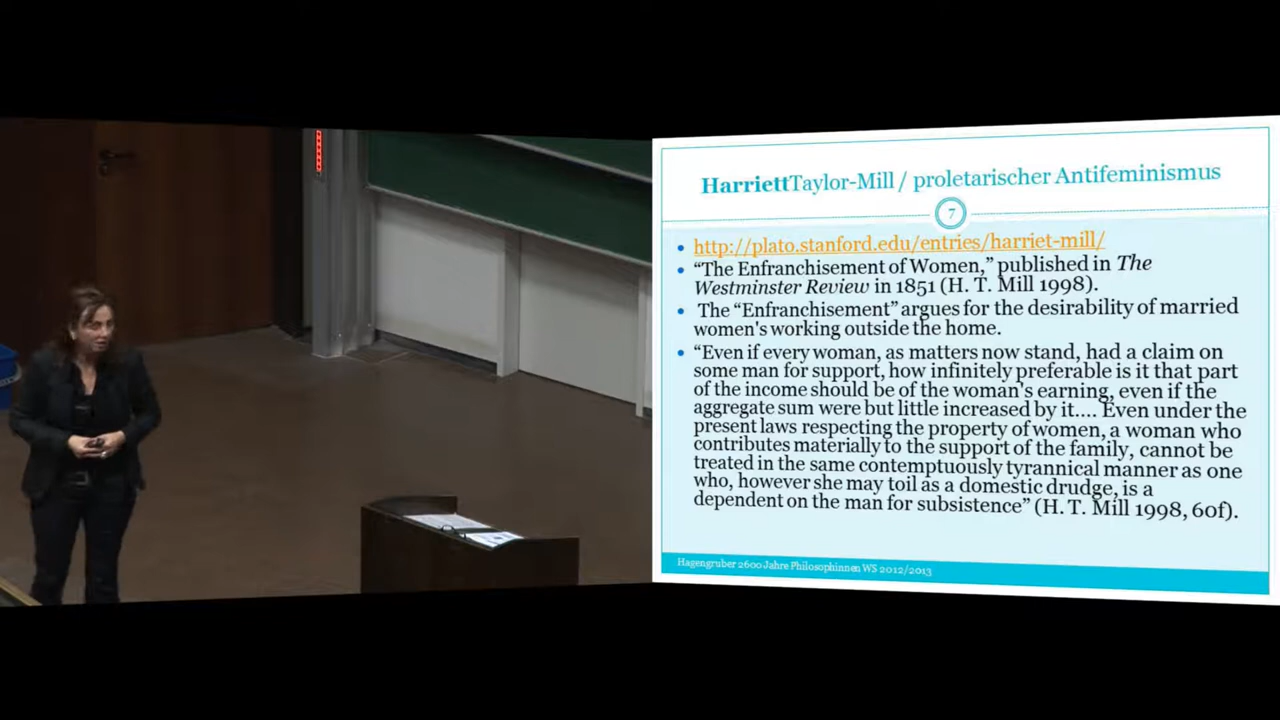 HarriettTaylor-Mill / proletarischer Antifeminismus
7
http://plato.stanford.edu/entries/harriet-mill/
“The Enfranchisement of Women,” published in The
Westminster Review in 1851 (H. T. Mill 1998).
The “Enfranchisement” argues for the desirability of married
women's working outside the home.
“Even if every woman, as matters now stand, had a claim on
some man for support, how infinitely preferable is it that part
of the income should be of the woman's earning, even if the
aggregate sum were but little increased by it.... Even under the
present laws respecting the property of women, a woman who
contributes materially to the support of the family, cannot be
treated in the same contemptuously tyrannical manner as one
who, however she may toil as a domestic drudge, is a
dependent on the man for subsistence” (H. T. Mill 1998, 60f).
Hagengruber 2600 Jahre Philosophinnen WS 2012/2013